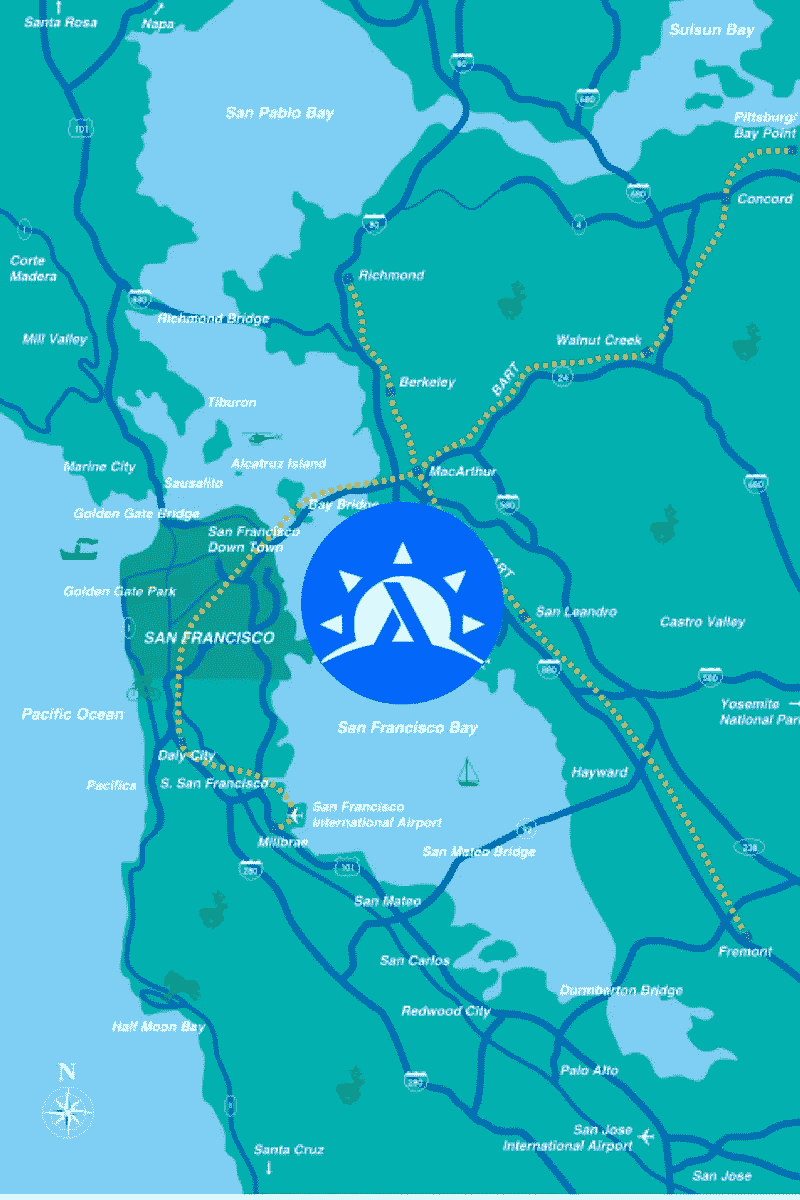 Santa Rosa
Napa
Suisun Bay
80
680
San Pablo Bay
101
Pittsburg/
Bay Point
680
Concord
80
4
1
Corte
Madera
Richmond
Richmond Bridge
Mill Valley
Walnut Creek
24
BART
Berkeley
Tiburon
Marine City
Alcatraz Island
MacArthur
Sausalito
680
580
Golden Gate Bridge
Bay Bridge
San Francisco
Down Town
Golden Gate Park
San Leandro
1
SAN FRANCISCO
Castro Valley
580
Pacific Ocean
San Francisco Bay
Yosemite
National Par
Daly City
Pacifica
S. San Francisco
Hayward
San Francisco
International Airport
Millbrae
92
San Mateo Bridge
238
280
101
San Mateo
Fremont
San Carlos
Dumberton Bridge
Redwood City
Half Moon Bay
N
Palo Alto
280
1
San Jose
International Airport
Santa Cruz
San Jose